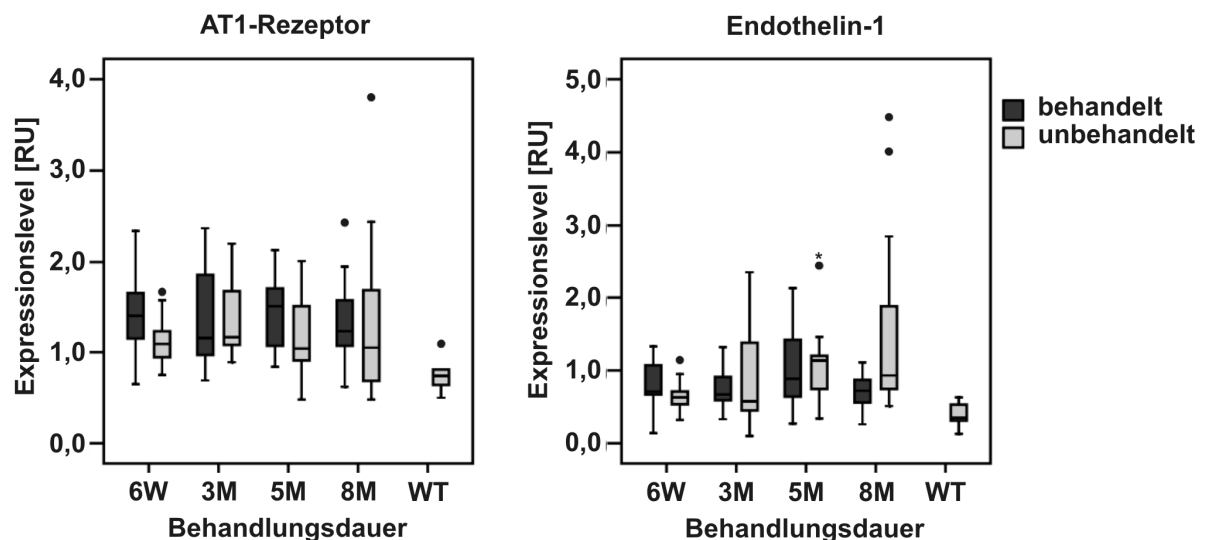 AT1-Rezeptor
Expressionslevel [RU]
4,0
3,0
2,0
1,0
0,0
6W 3M 5M 8M WT
Behandlungsdauer
Endothelin-1
Expressionslevel [RU]
5,0
4,0
3,0
2,0
1,0
0,0
*
6W 3M 5M 8M WT
Behandlungsdauer
behandelt
unbehandelt